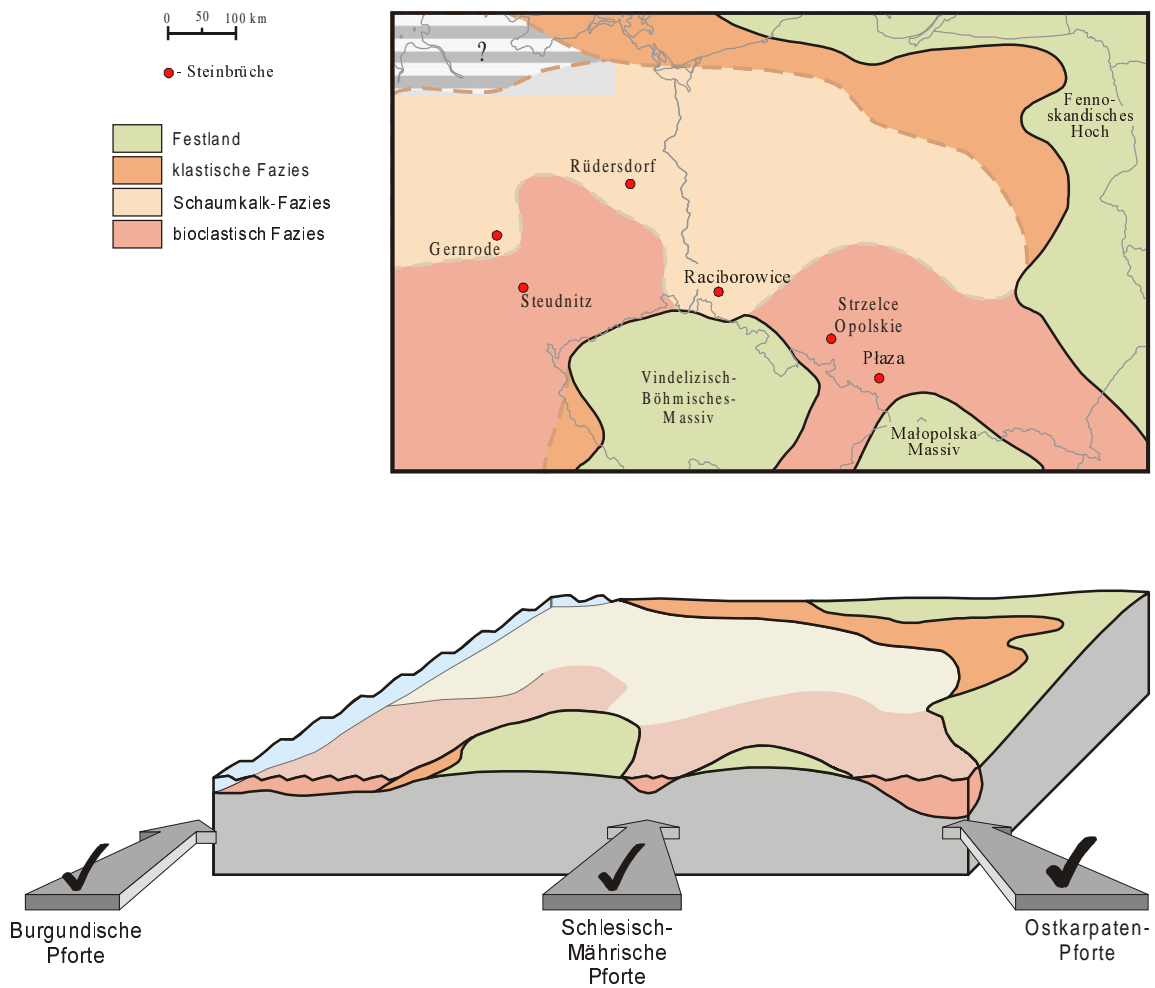 0 50 100 km
- Steinbrüche
Festland
klastische Fazies
Schaumkalk-Fazies
bioclastisch Fazies
?
Fenno-
skandisches
Hoch
Rüdersdorf
Gernrode
Steudnitz
Raciborowice
Strzelce
Opolskie
Płaza
Vindelizisch-
Böhmisches-
Massiv
Małopolska
Massiv
Burgundische
Pforte
Schlesisch-
Mährische
Pforte
Ostkarpaten-
Pforte